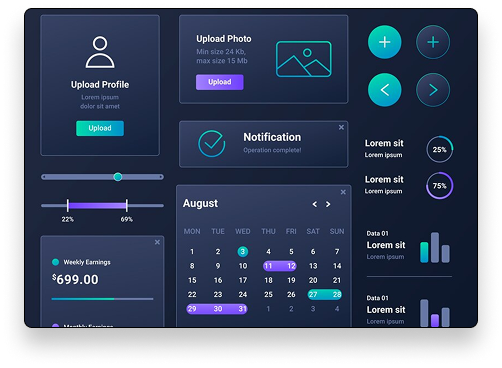 Upload Profile
Lorem ipsum
dolor sit amet
Upload
Upload Photo
Min size 24 Kb,
max size 15 Mb
Upload
Notification
Operation complete!
22% 69%
Weekly Earnings
$699.00
Monthly Earnings
August
MON TUE WED THU FRI SAT SUN
1 2 3 4 5 6 7
8 9 10 11 12 13 14
15 16 17 18 19 20 21
22 23 24 25 26 27 28
29 30 31 1 2 3 4
Lorem sit
Lorem ipsum
25%
Lorem sit
Lorem ipsum
75%
Data 01
Lorem sit
Lorem ipsum
Data 01
Lorem sit
Lorem ipsum